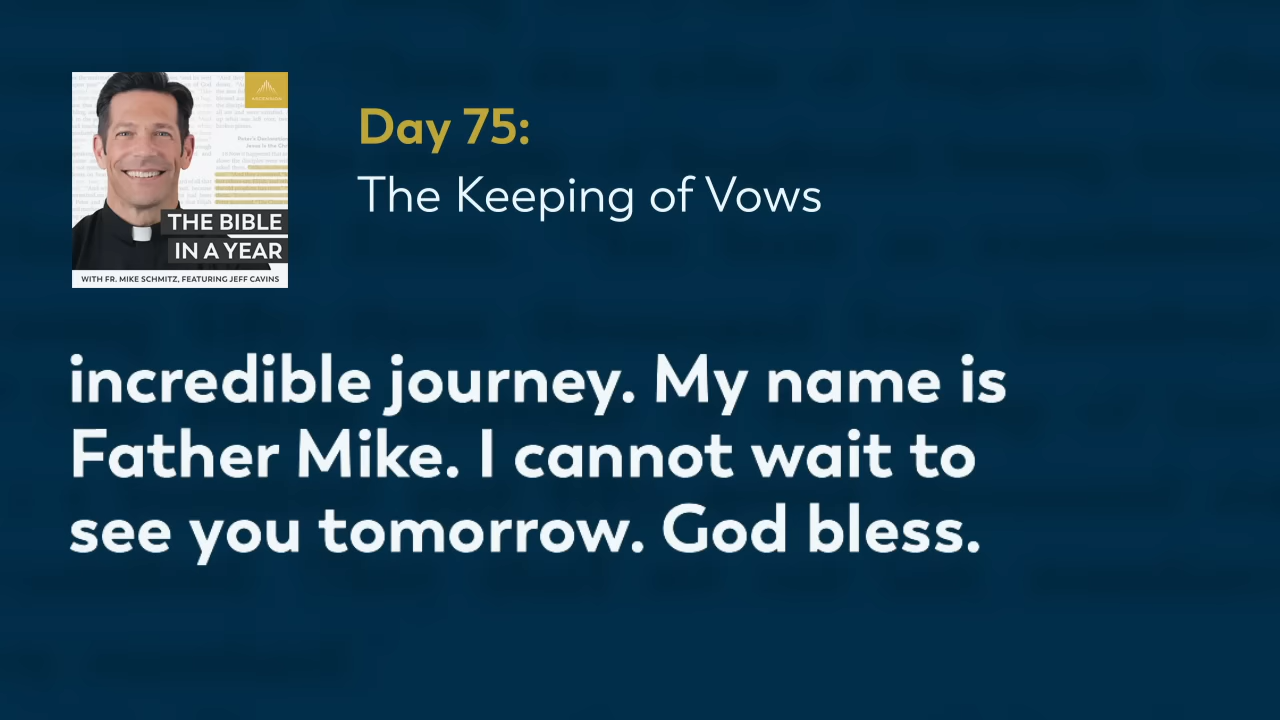 Day 75:
The Keeping of Vows
THE BIBLE
IN A YEAR
WITH FR. MIKE SCHMITZ, FEATURING JEFF CAVINS
incredible journey. My name is
Father Mike. I cannot wait to
see you tomorrow. God bless.